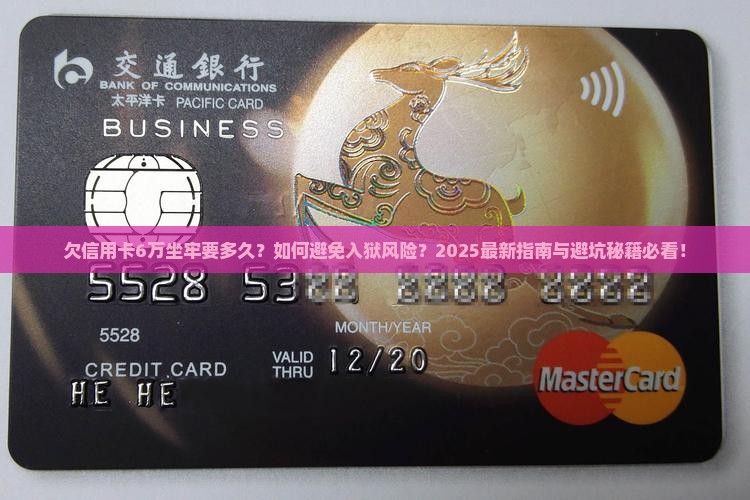 交通銀行
BANK OF COMMUNICATIONS
太平洋卡 PACIFIC CARD
BUSINESS
欠信用卡6万坐牢要多久？如何避免入狱风险？2025最新指南与避坑秘籍必看！
5528 53
5528
MONTH/YEAR
CREDIT CARD
VALID THRU 12/20
HE HE
MasterCard